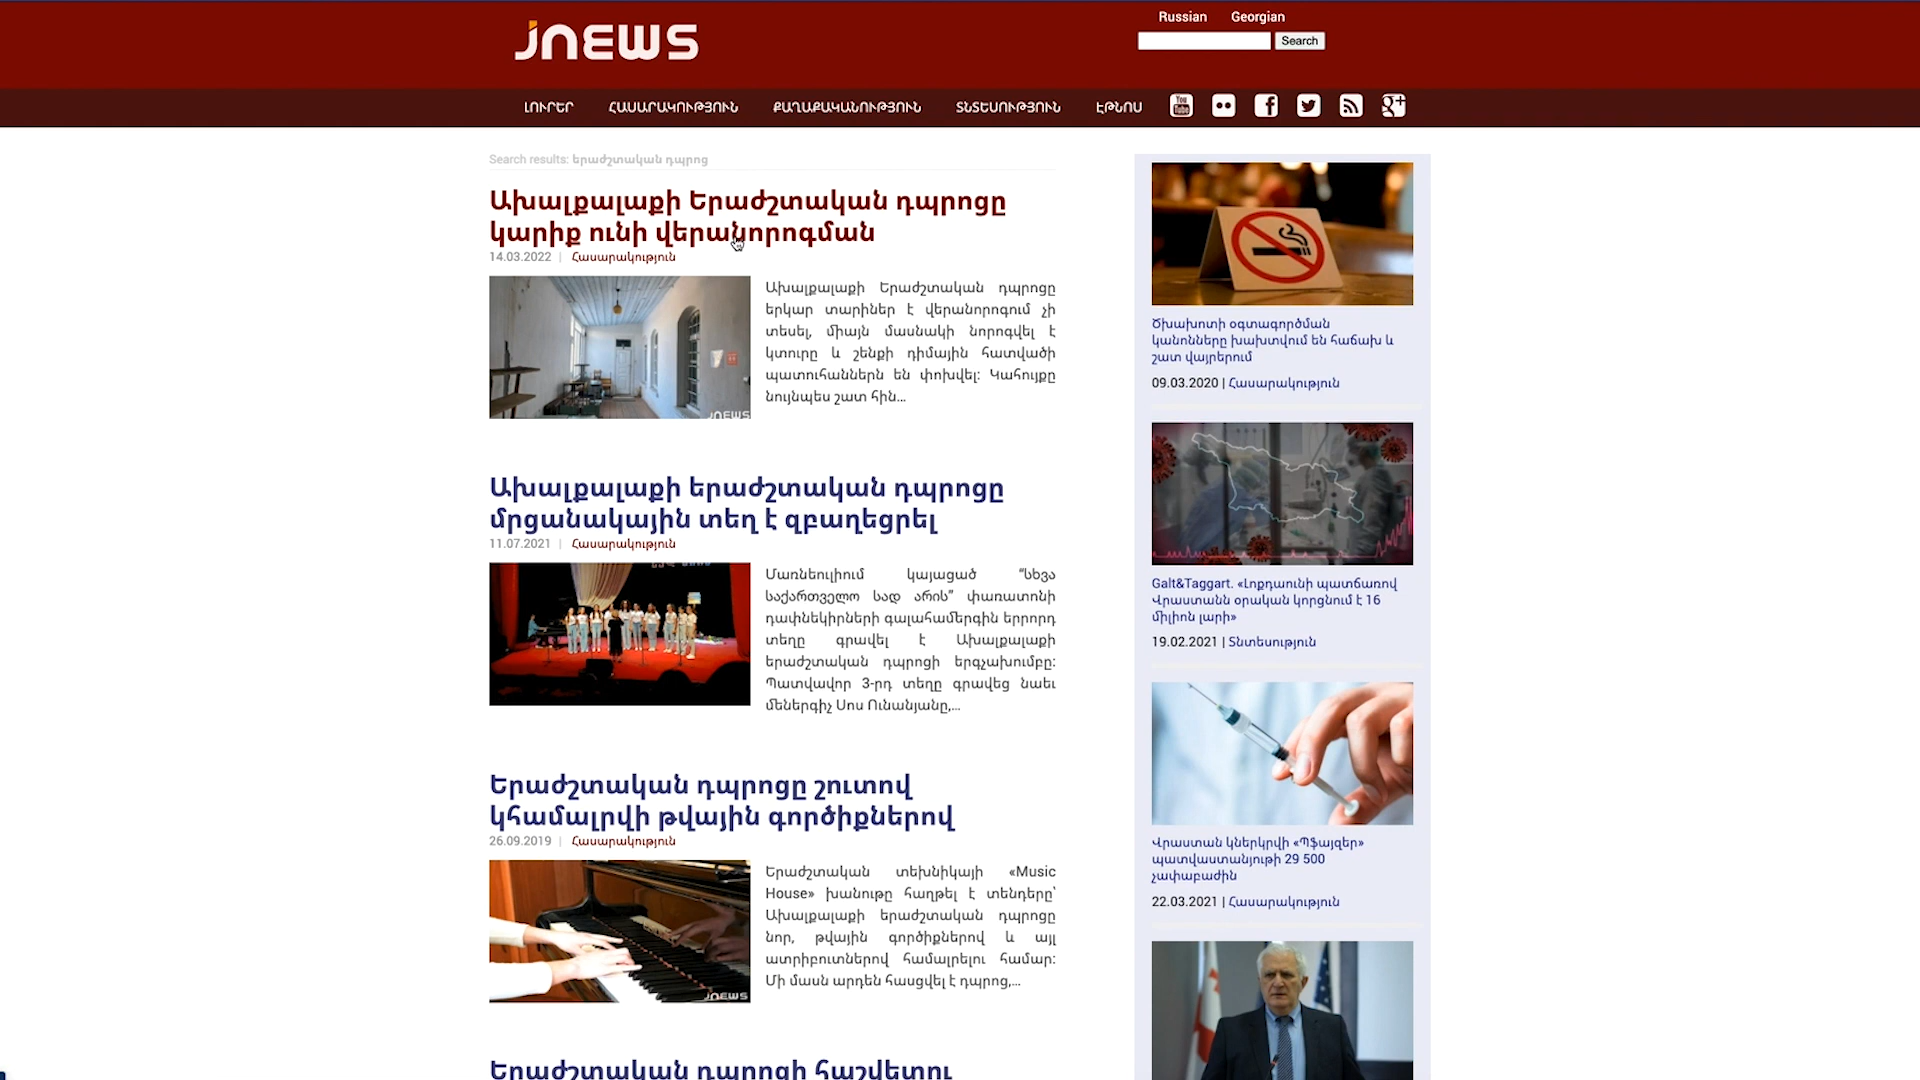 JNEWS
Russian Georgian
Search
ԼՈՒՐԵՐ ՀԱՍԱՐԱԿՈՒԹՅՈՒՆ ՔԱՂԱՔԱԿԱՆՈՒԹՅՈՒՆ ՏՆՏԵՍՈՒԹՅՈՒՆ ԷԹՆՈՍ
Search results: երաժշտական դպրոց
Ախալքալաքի Երաժշտական դպրոցը
կարիք ունի վերանորոգման
14.03.2022 | Հասարակություն
Ախալքալաքի Երաժշտական դպրոցը
երկար տարիներ է վերանորոգում չի
տեսել, միայն մասնակի նորոգվել է
կտուրը և շենքի դիմային հատվածի
պատուհաններն են փոխվել: Կահույքը
նույնպես շատ հին...
JNEWS
Ախալքալաքի երաժշտական դպրոցը
մրցանակային տեղ է զբաղեցրել
11.07.2021 | Հասարակություն
Մառնեուլիում կայացած “სხვა
საქართველო სად არის” փառատոնի
դափնեկիրների գալահամերգին երրորդ
տեղը գրավել է Ախալքալաքի
երաժշտական դպրոցի երգչախումբը:
Պատվավոր 3-րդ տեղը գրավեց նաեւ
մեներգիչ Սոս Ունանյանը,...
Երաժշտական դպրոցը շուտով
կհամալրվի թվային գործիքներով
26.09.2019 | Հասարակություն
Երաժշտական տեխնիկայի «Music
House» խանութը հաղթել է տենդերը՝
Ախալքալաքի երաժշտական դպրոցը
նոր, թվային գործիքներով և այլ
ատրիբուտներով համալրելու համար:
Մի մասն արդեն հասցվել է դպրոց,...
JNEWS
Երաժշտական դպրոցի հաշվետու
Ծխախոտի օգտագործման
կանոնները խախտվում են հաճախ և
շատ վայրերում
09.03.2020 | Հասարակություն
Galt&Taggart. «Լոքդաունի պատճառով
Վրաստանն օրական կորցնում է 16
միլիոն լարի»
19.02.2021 | Տնտեսություն
Վրաստան կներկրվի «Պֆայզեր»
պատվաստանյութի 29 500
չափաբաժին
22.03.2021 | Հասարակություն